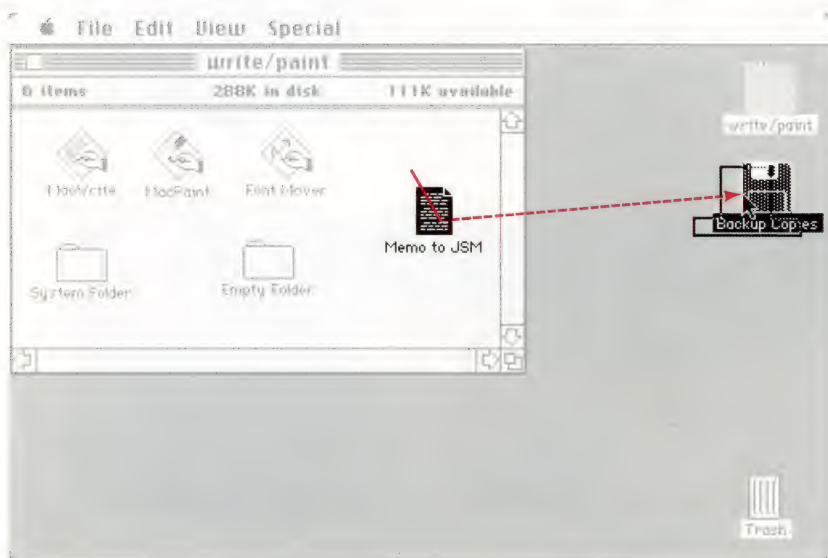 File Edit View Special
write/paint
6 items 288K in disk 111K available
write/paint
MacWrite MacPaint Font Mover
Backup Copies
Memo to JSM
System Folder Empty Folder
Trash